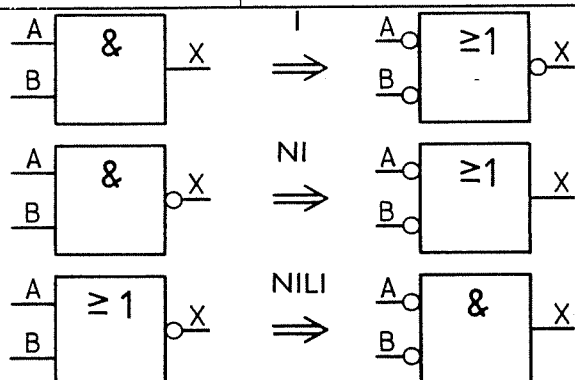 A & X I A ≥1 X
B B
A & X NI A ≥1 X
B B
A ≥ 1 X NILI A & X
B B